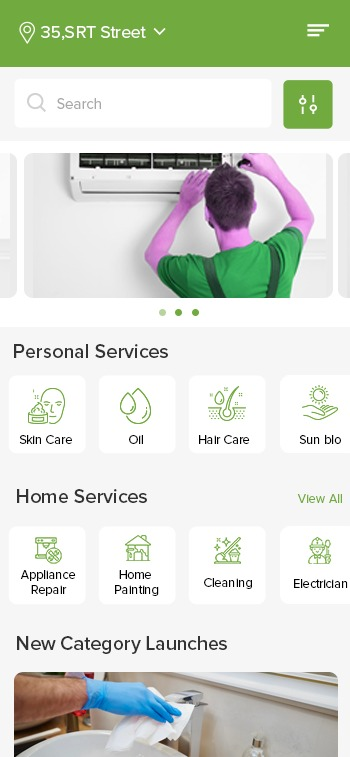 35,SRT Street
Search
Personal Services
Skin Care
Oil
Hair Care
Sun blo
Home Services
View All
Appliance
Repair
Home
Painting
Cleaning
Electrician
New Category Launches